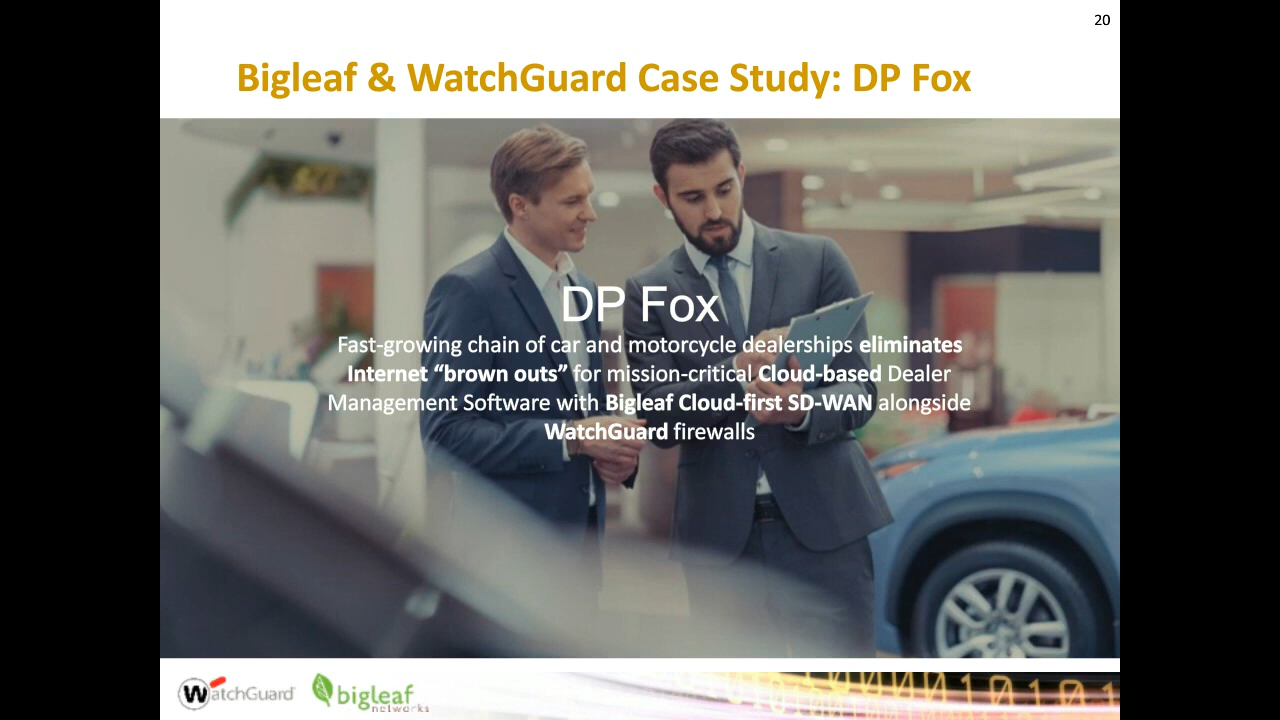 20
Bigleaf & WatchGuard Case Study: DP Fox
DP Fox
Fast-growing chain of car and motorcycle dealerships eliminates
Internet “brown outs” for mission-critical Cloud-based Dealer
Management Software with Bigleaf Cloud-first SD-WAN alongside
WatchGuard firewalls
WatchGuard
bigleaf
networks